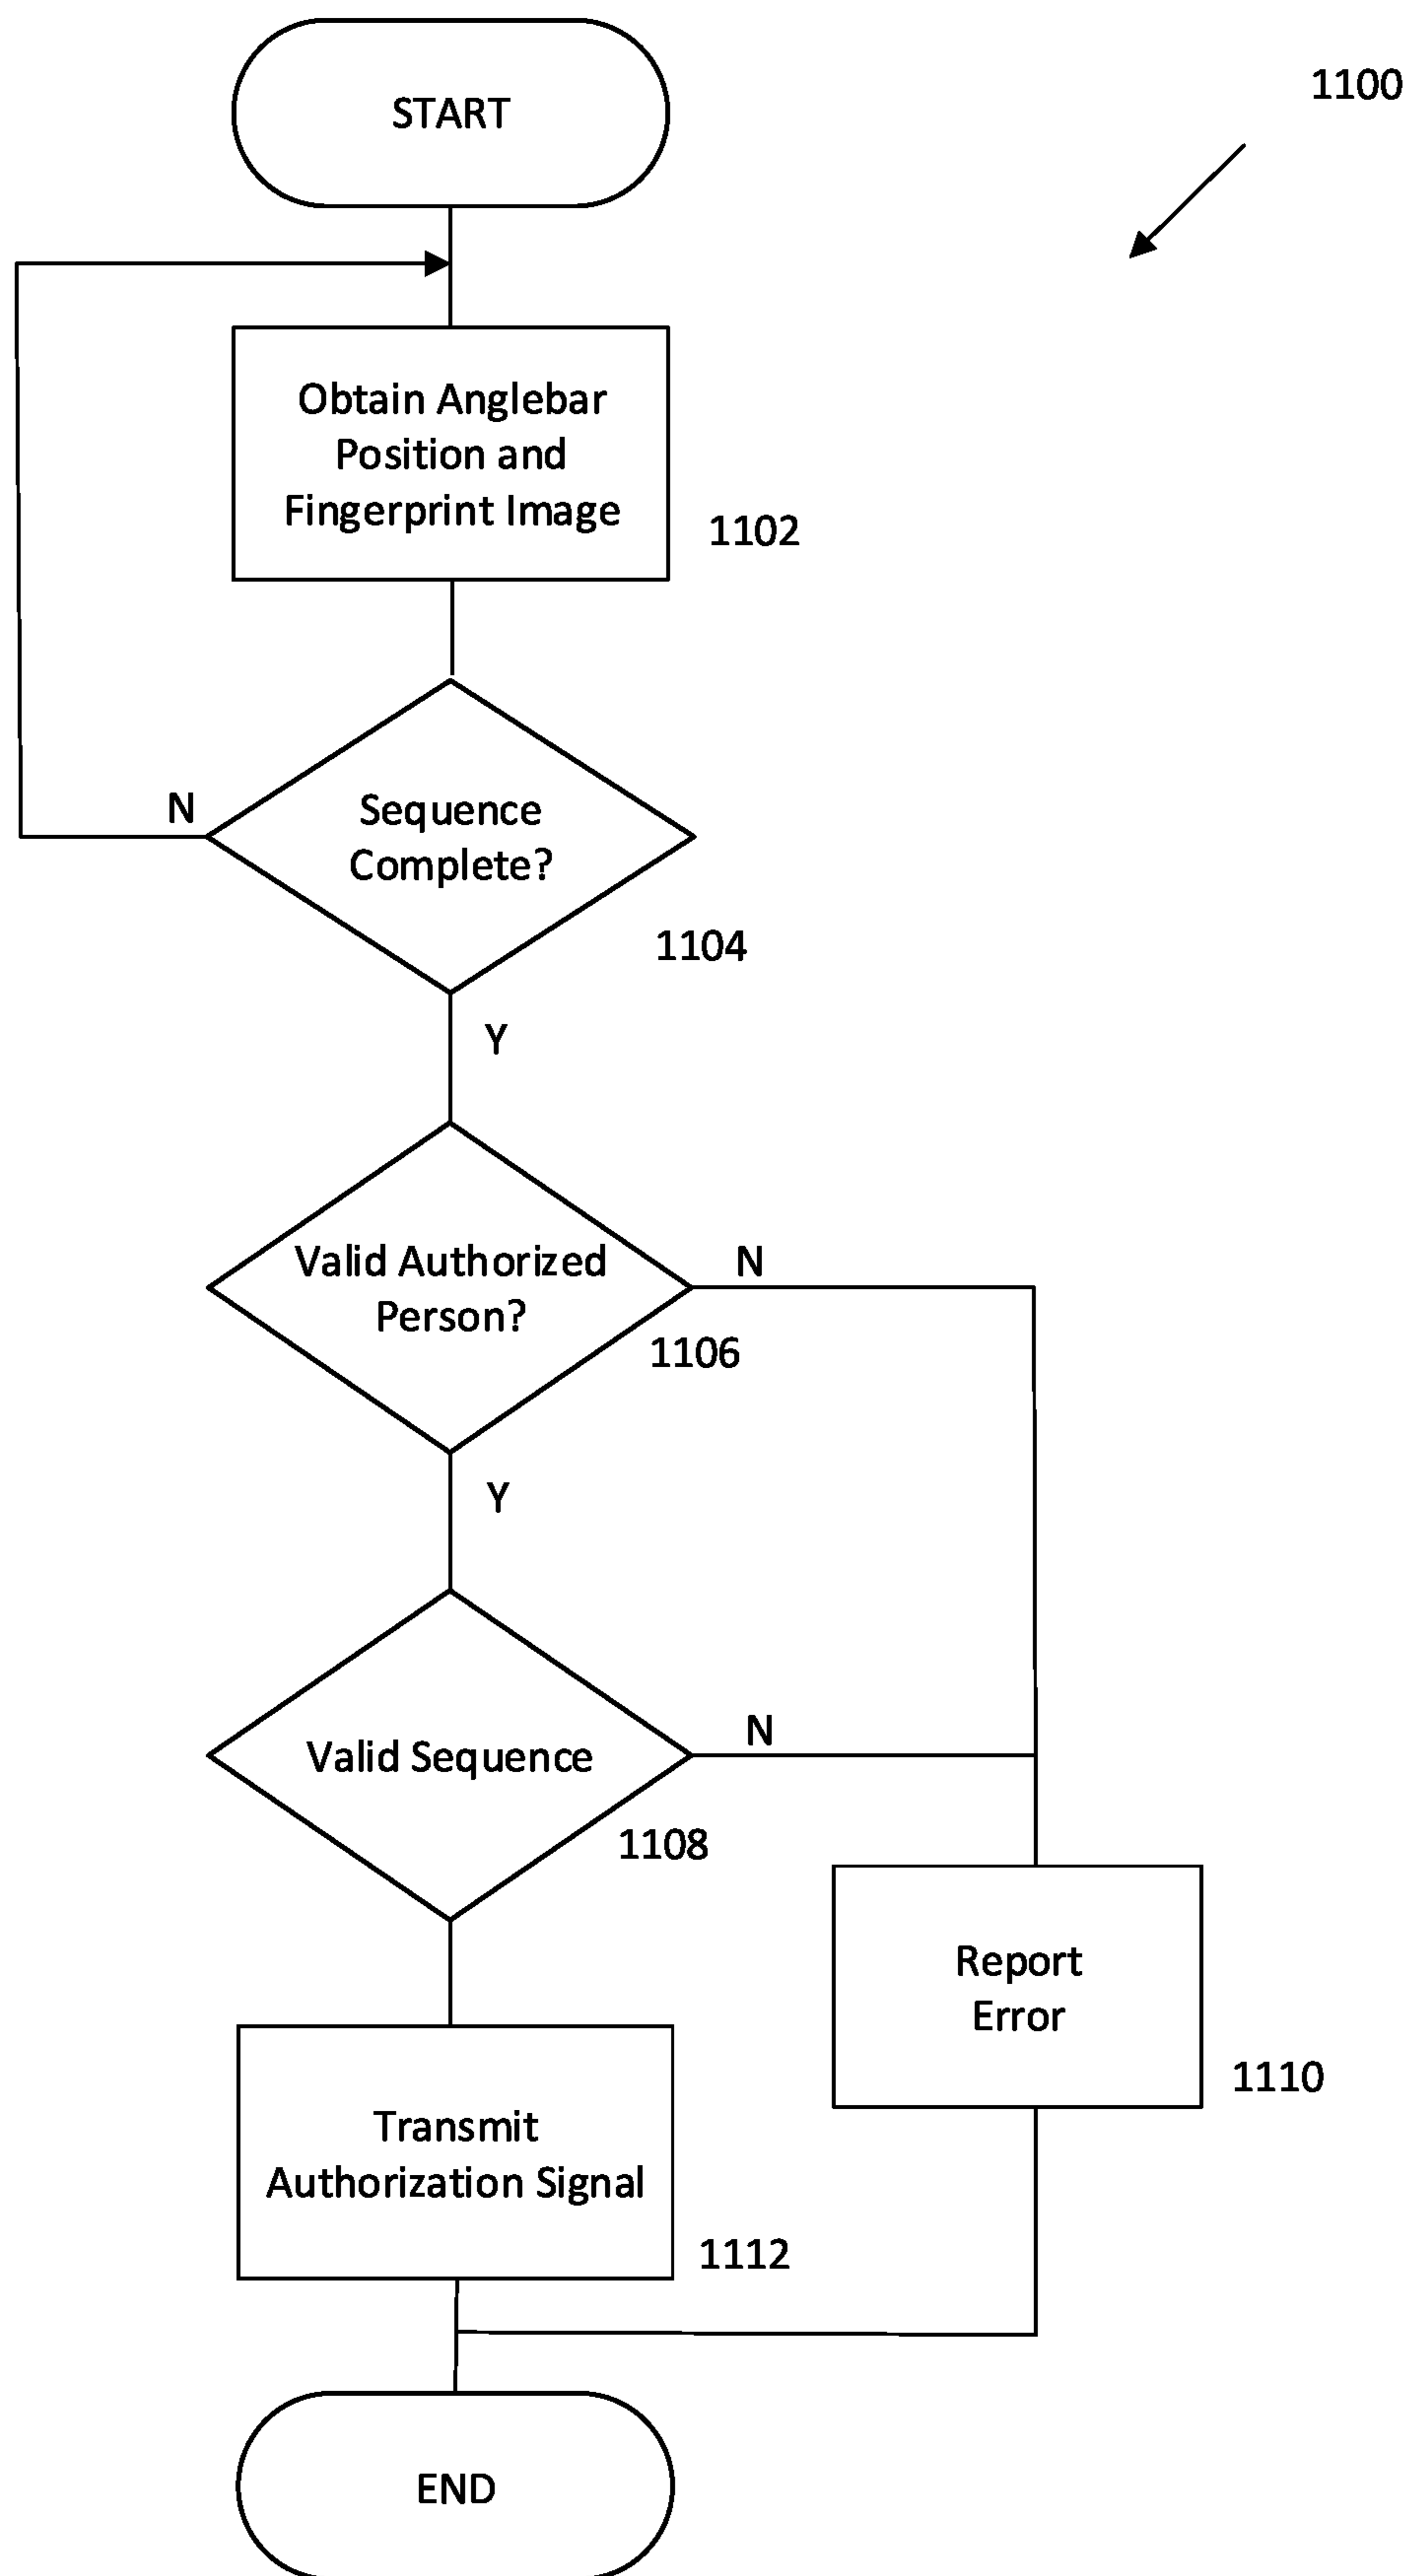 START
1100
Obtain Anglebar
Position and
Fingerprint Image
1102
Sequence
Complete?
N
1104
Y
Valid Authorized
Person?
N
1106
Y
Valid Sequence
N
1108
Report
Error
1110
Transmit
Authorization Signal
1112
END